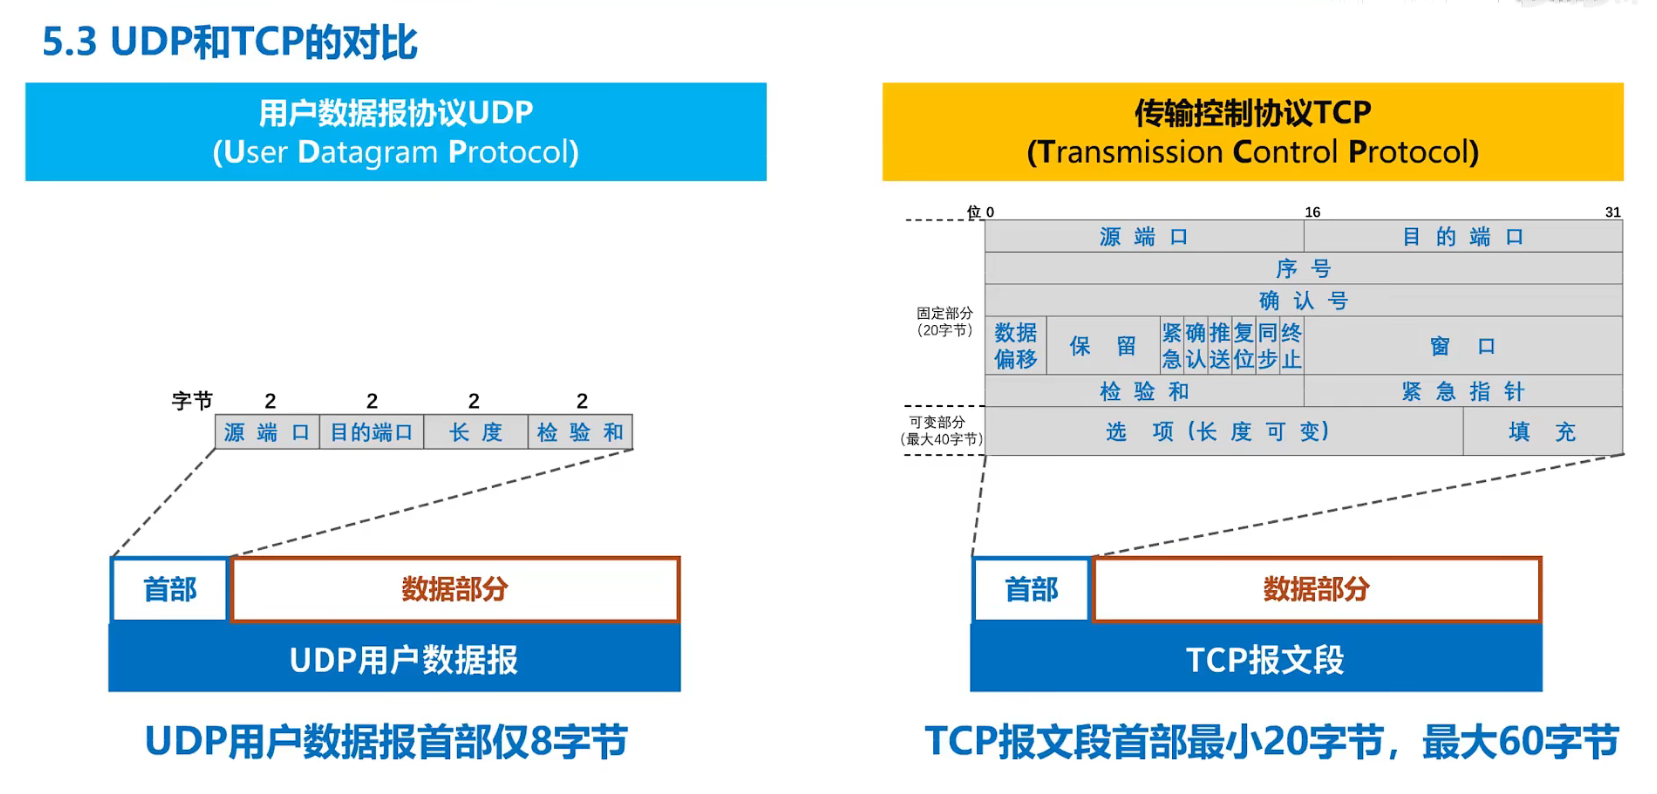 5.3 UDP和TCP的对比
用户数据报协议UDP
(User Datagram Protocol)
字节 2 2 2 2
源端口 目的端口 长度 检验和
首部 数据部分
UDP用户数据报
UDP用户数据报首部仅8字节
传输控制协议TCP
(Transmission Control Protocol)
位 0 16 31
源端口 目的端口
序号
确认号
固定部分
(20字节)
数据偏移 保留 紧急 确认 推送 复位 同步 终止 窗口
检验和 紧急指针
可变部分
(最大40字节)
选项(长度可变) 填充
首部 数据部分
TCP报文段
TCP报文段首部最小20字节，最大60字节